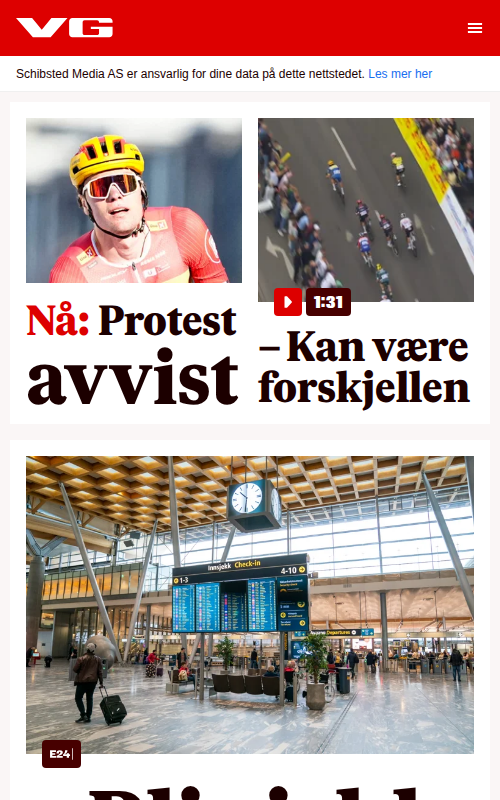 VG
Schibsted Media AS er ansvarlig for dine data på dette nettstedet. Les mer her
1:31
Nå: Protest
avvist
– Kan være
forskjellen
Innsjekk Check-in
1-3
4-10
Departures
E24